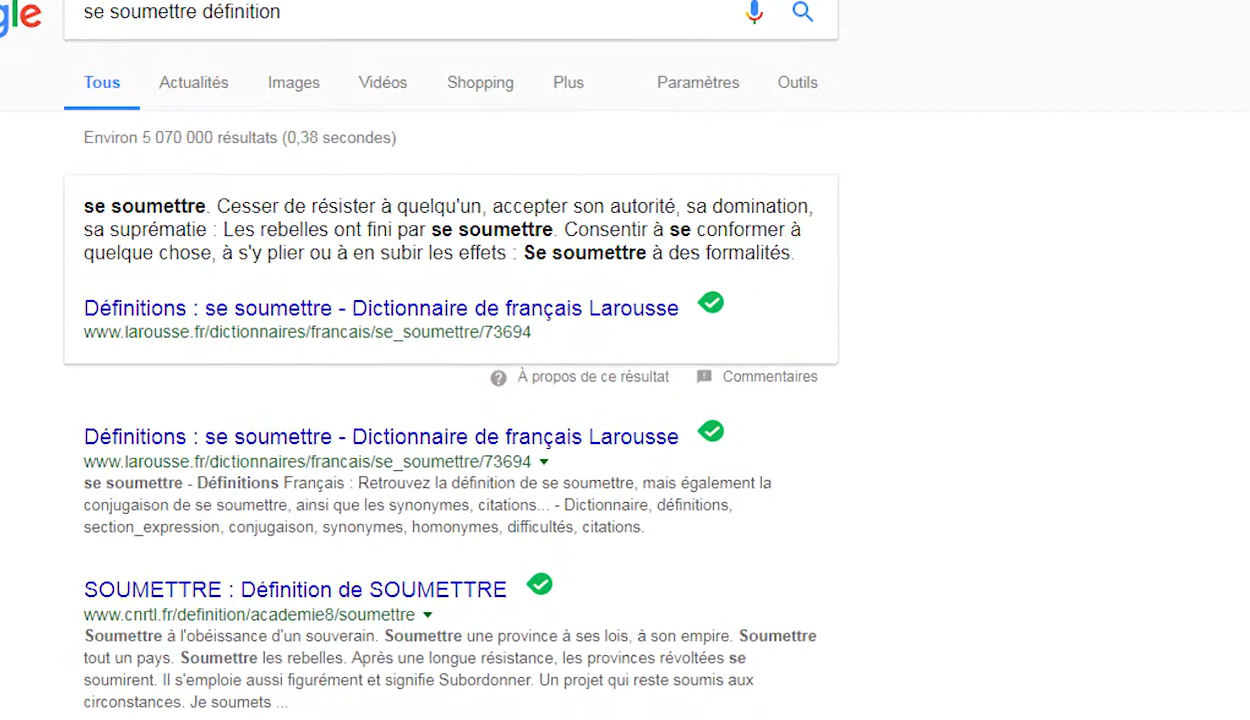 gle
se soumettre définition
Tous Actualités Images Vidéos Shopping Plus Paramètres Outils
Environ 5 070 000 résultats (0,38 secondes)
se soumettre. Cesser de résister à quelqu'un, accepter son autorité, sa domination,
sa suprématie : Les rebelles ont fini par se soumettre. Consentir à se conformer à
quelque chose, à s'y plier ou à en subir les effets : Se soumettre à des formalités.
Définitions : se soumettre - Dictionnaire de français Larousse
www.larousse.fr/dictionnaires/francais/se_soumettre/73694
À propos de ce résultat Commentaires
Définitions : se soumettre - Dictionnaire de français Larousse
www.larousse.fr/dictionnaires/francais/se_soumettre/73694
se soumettre - Définitions Français : Retrouvez la définition de se soumettre, mais également la
conjugaison de se soumettre, ainsi que les synonymes, citations... - Dictionnaire, définitions,
section_expression, conjugaison, synonymes, homonymes, difficultés, citations.
SOUMETTRE : Définition de SOUMETTRE
www.cnrtl.fr/definition/academie8/soumettre
Soumettre à l'obéissance d'un souverain. Soumettre une province à ses lois, à son empire. Soumettre
tout un pays. Soumettre les rebelles. Après une longue résistance, les provinces révoltées se
soumirent. Il s'emploie aussi figurément et signifie Subordonner. Un projet qui reste soumis aux
circonstances. Je soumets ...